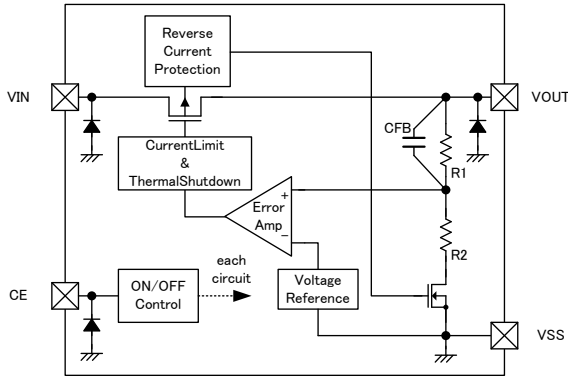 Reverse
Current
Protection
VIN
VOUT
CFB
CurrentLimit
&
ThermalShutdown
R1
+
Error
Amp
-
R2
each
circuit
CE
ON/OFF
Control
Voltage
Reference
VSS